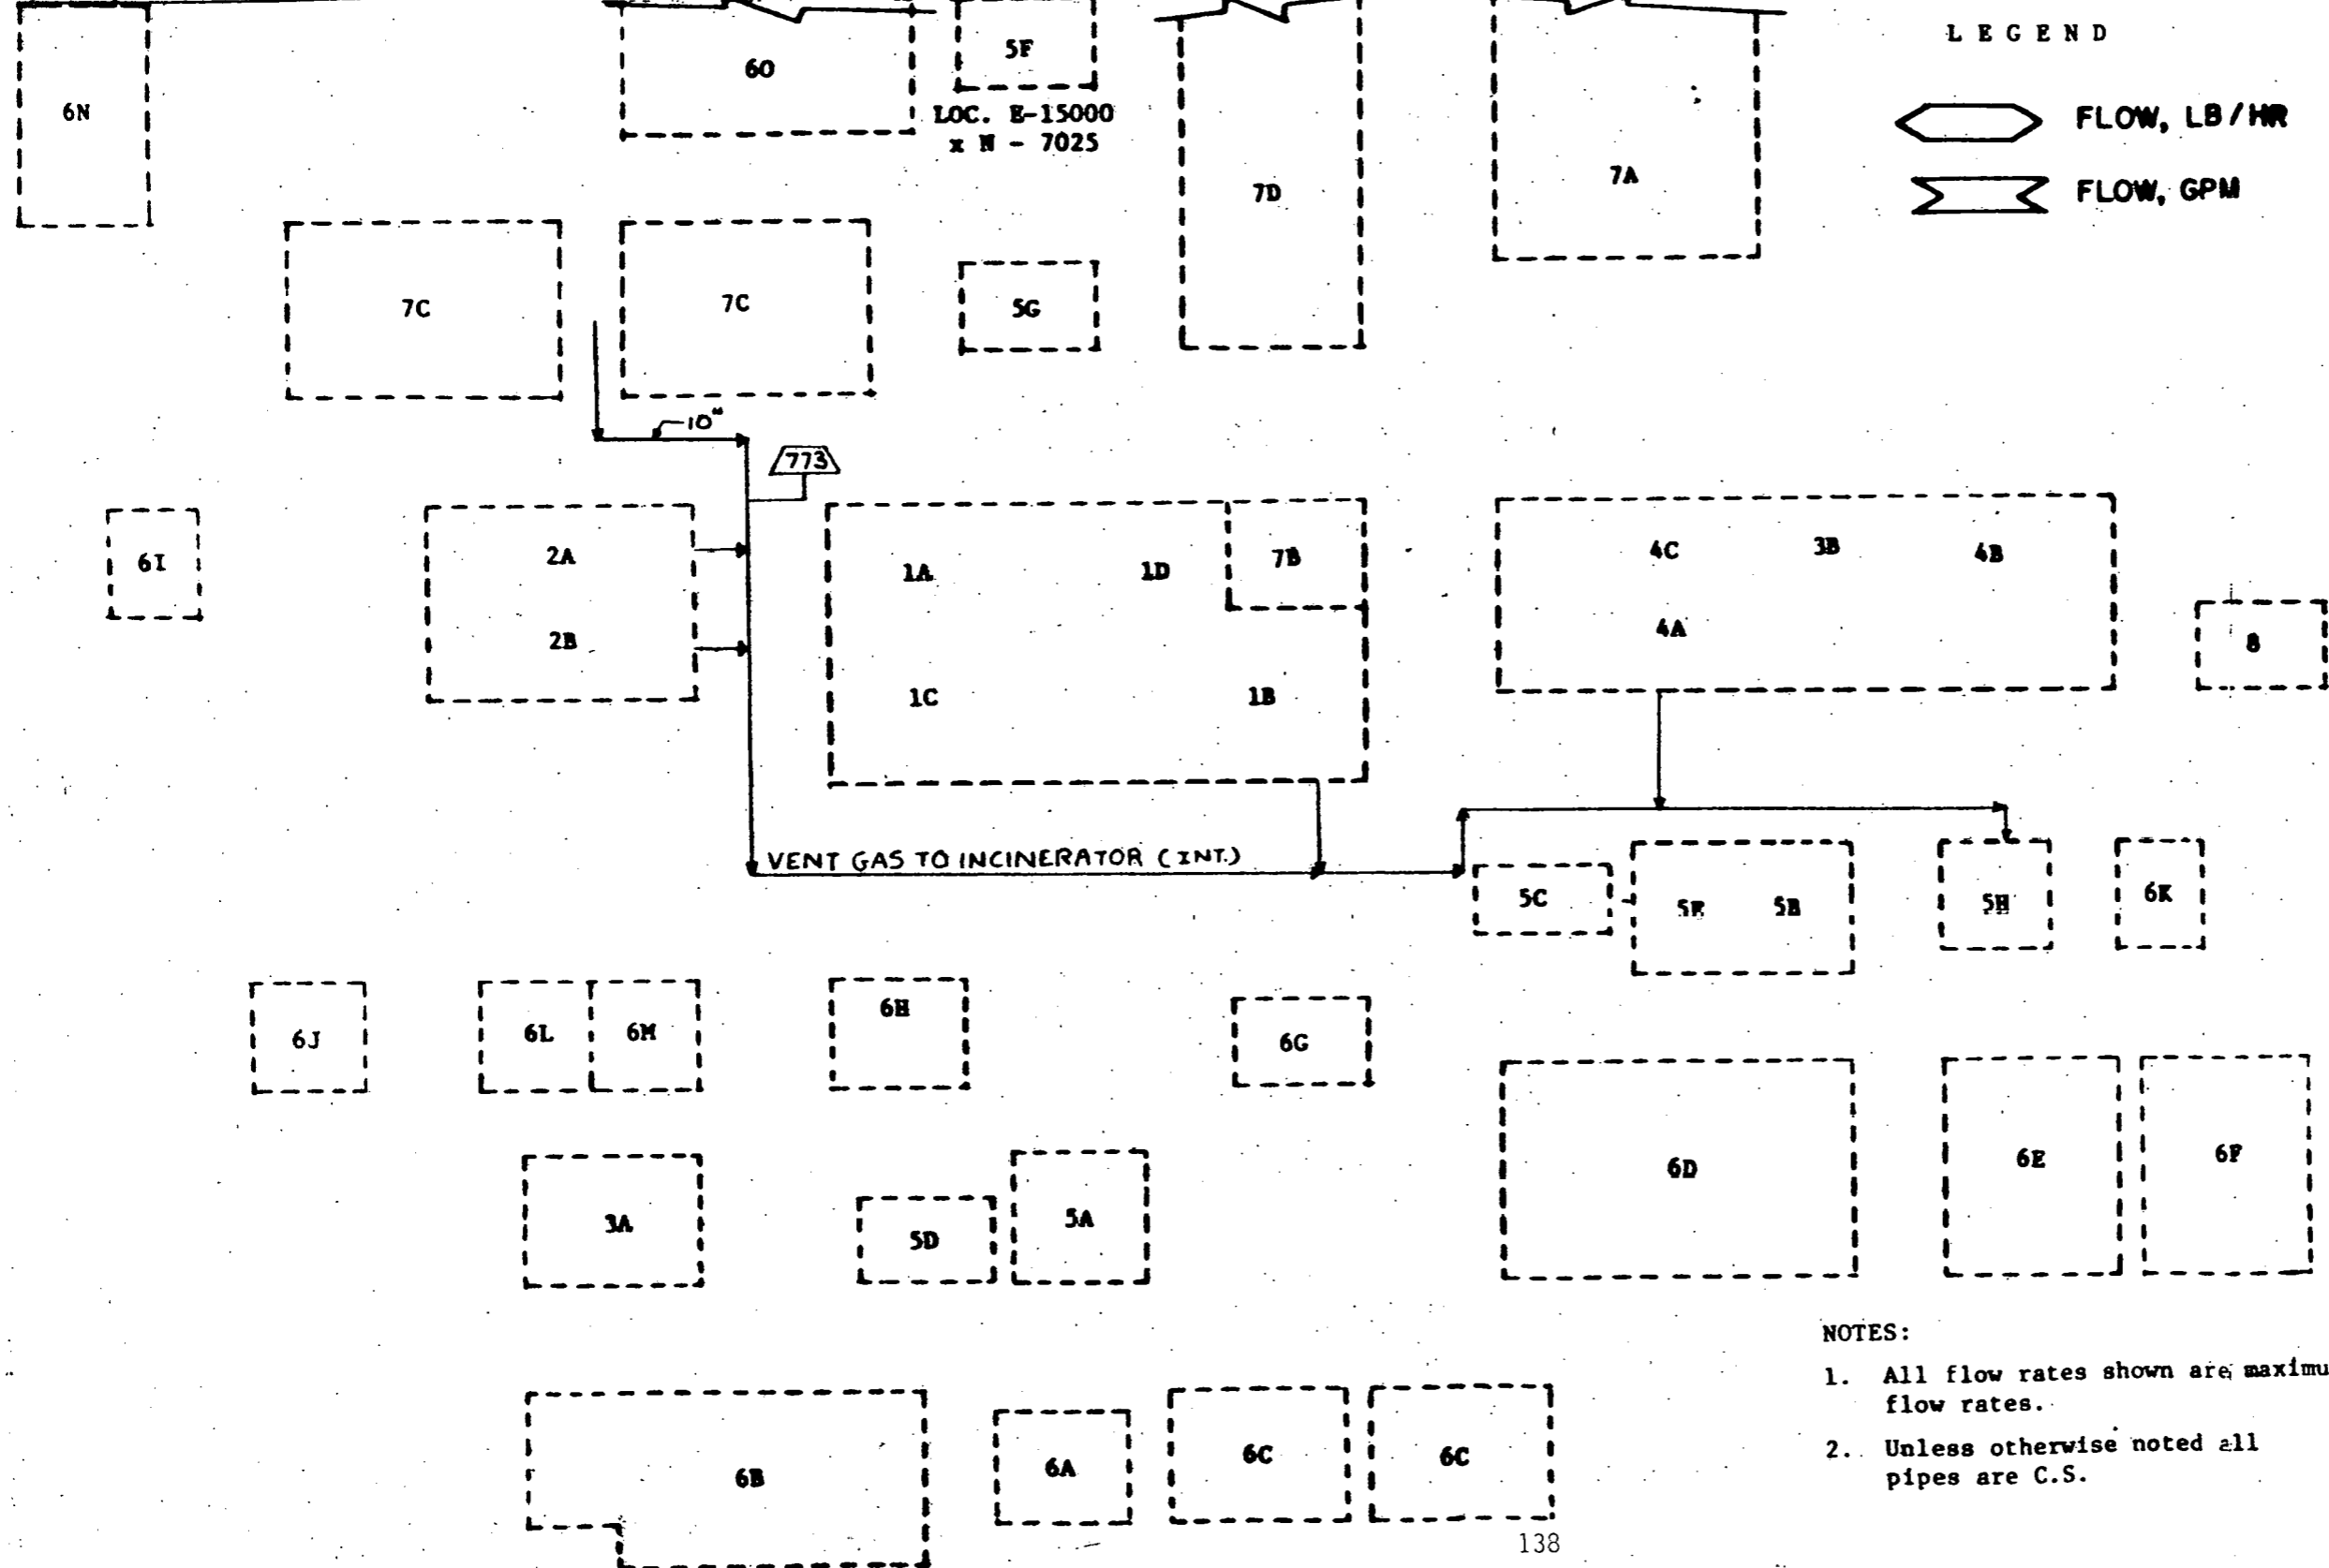 LEGEND
6N
6O
5F
LOC. E-15000
x N - 7025
7D
7A
FLOW, LB/HR
FLOW, GPM
7C
7C
5G
10"
773
6I
2A
2B
1A
1D
7B
1C
1B
4C
3B
4B
4A
8
VENT GAS TO INCINERATOR (INT.)
5C
5E
5B
5H
6K
6J
6L
6M
6H
6G
6D
6E
6F
3A
5D
5A
NOTES:
1. All flow rates shown are maximu
flow rates.
2. Unless otherwise noted all
pipes are C.S.
6B
6A
6C
6C
138